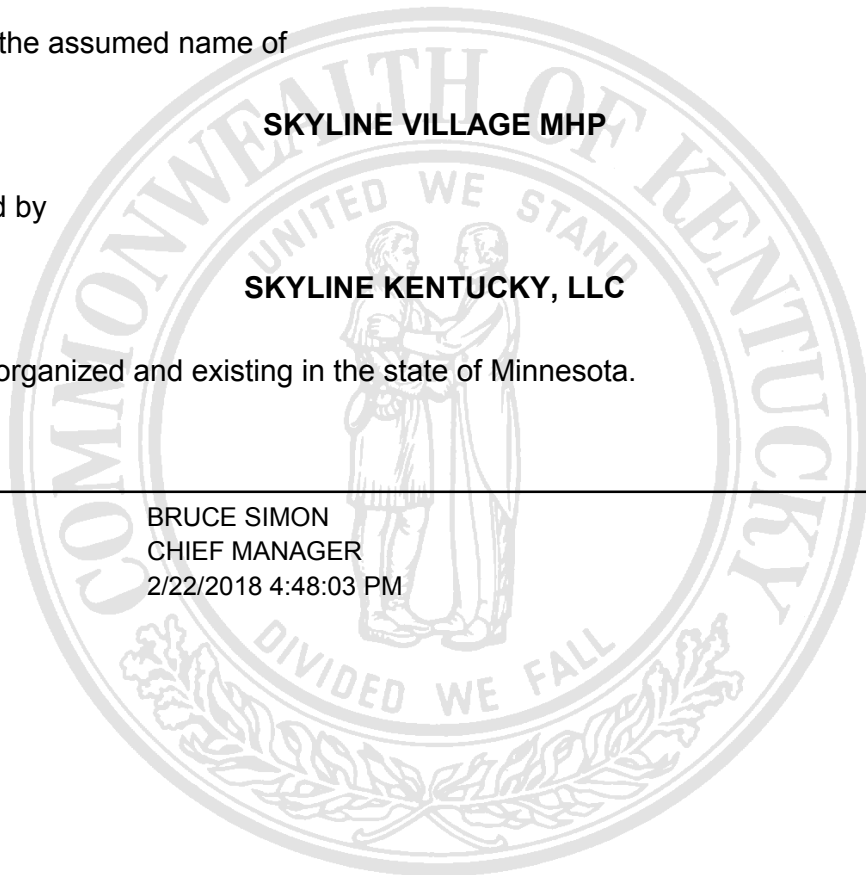 the assumed name of
SKYLINE VILLAGE MHP
d by
SKYLINE KENTUCKY, LLC
organized and existing in the state of Minnesota.
BRUCE SIMON
CHIEF MANAGER
2/22/2018 4:48:03 PM
COMMONWEALTH OF KENTUCKY
UNITED WE STAND
DIVIDED WE FALL